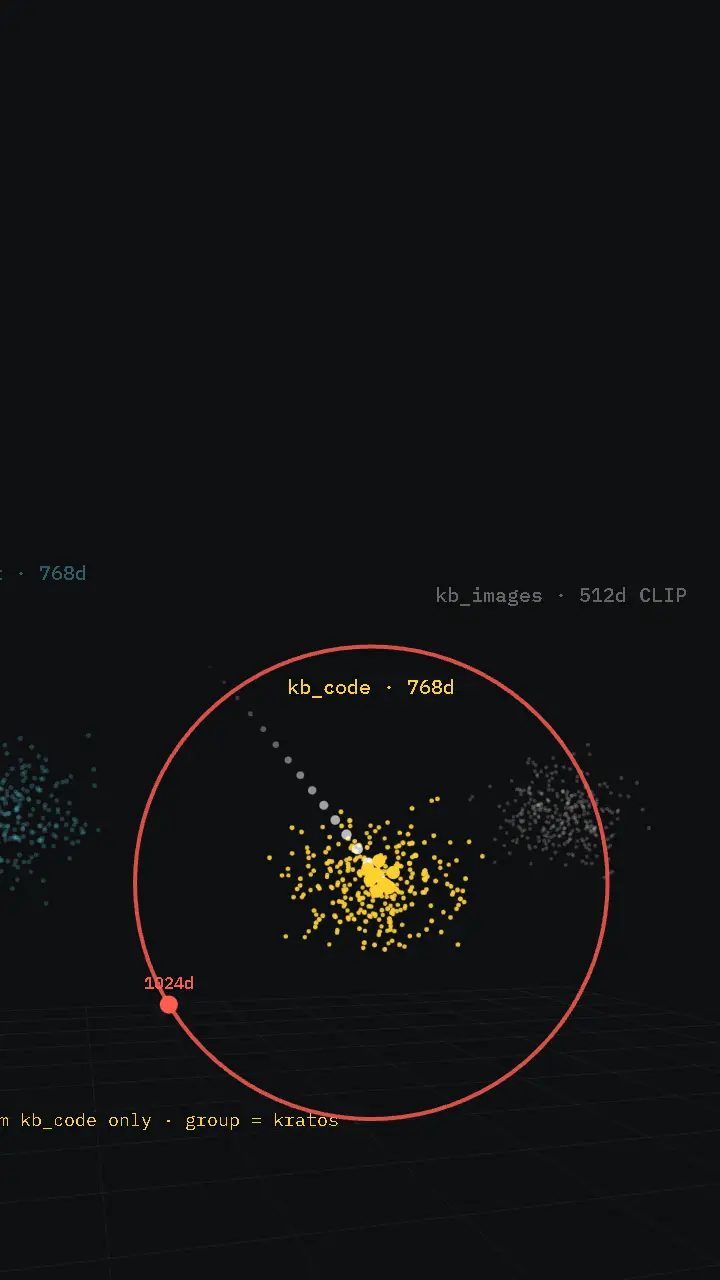 · 768d
kb_images · 512d CLIP
kb_code · 768d
1024d
kb_code only · group = kratos